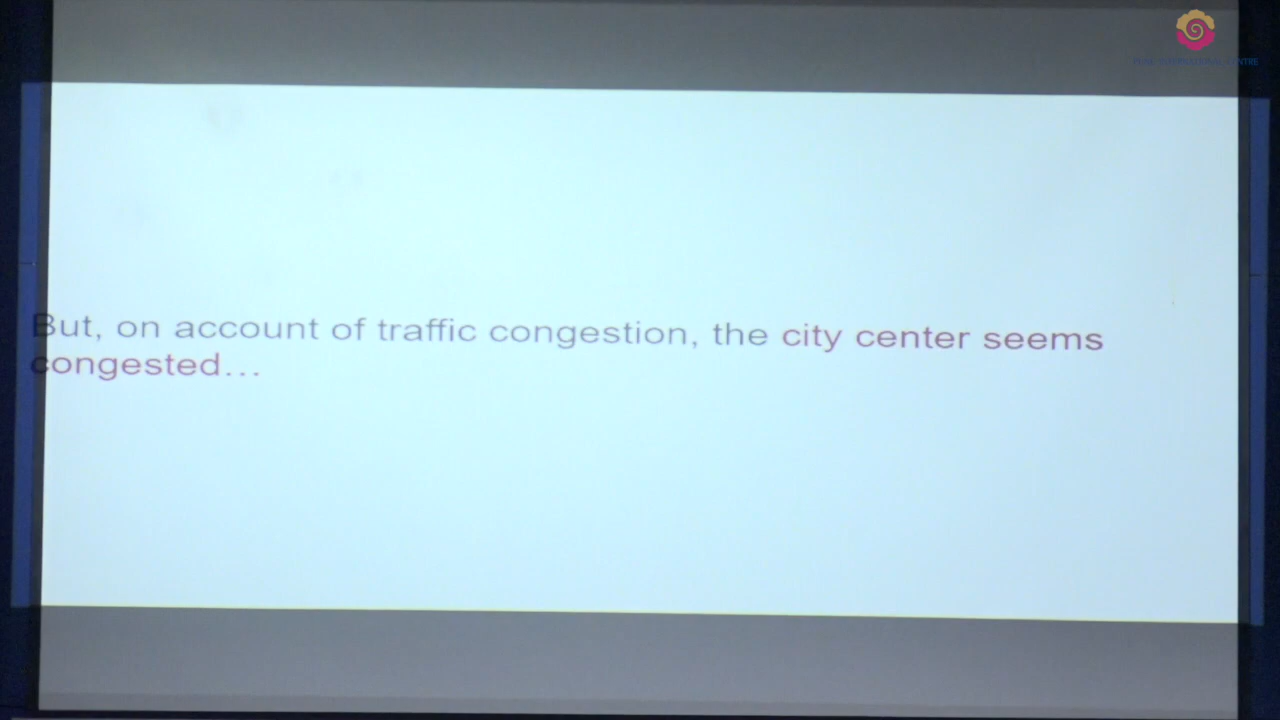 But, on account of traffic congestion, the city center seems
congested...